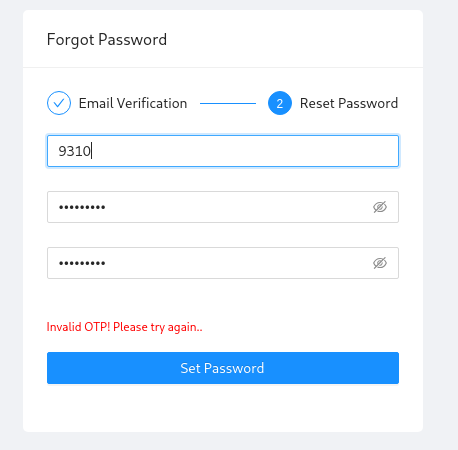 Forgot Password
Email Verification 2 Reset Password
9310
•••••••••
•••••••••
Invalid OTP! Please try again..
Set Password